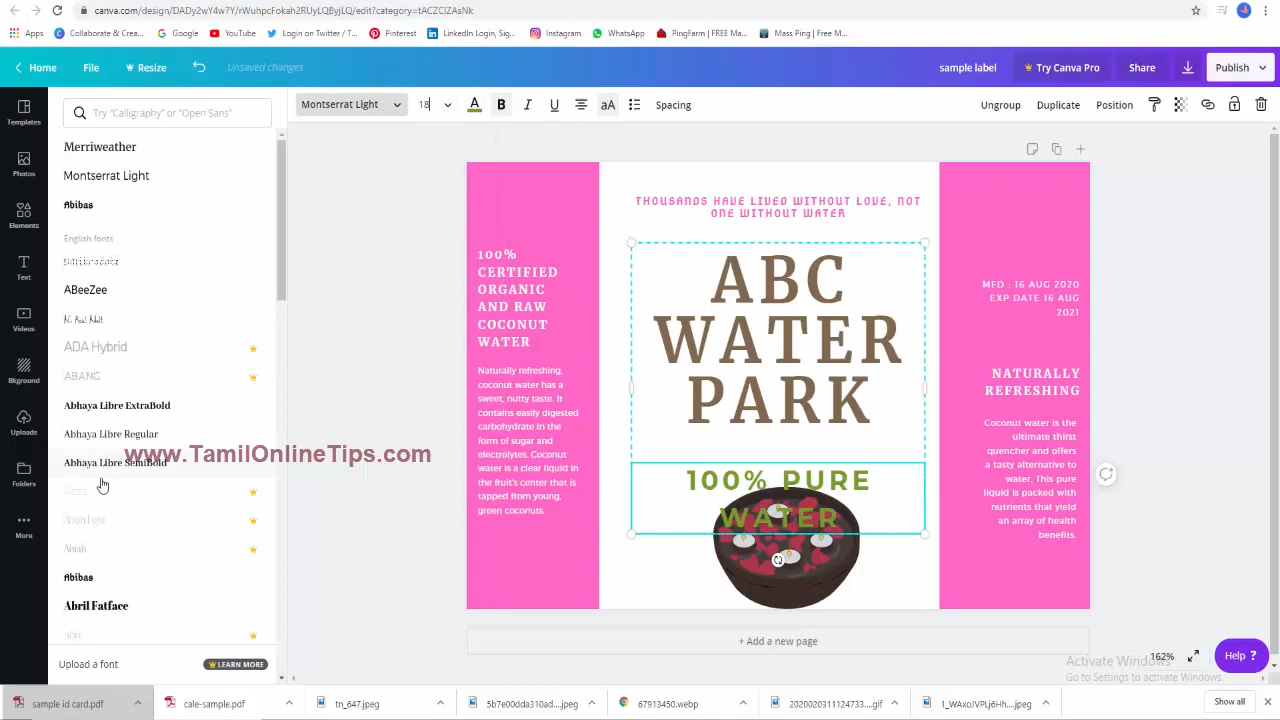 canva.com/design/DADy2wY4w7Y/rWuhpcFokah2RUyLQByjLQ/edit?category=tACZCIZAsNc
Apps
Collaborate & Crea...
Google
YouTube
Login on Twitter / T...
Pinterest
LinkedIn Login, Sig...
Instagram
WhatsApp
PingFarm | FREE Ma...
Mass Ping | Free M...
Home
File
Resize
Unsaved changes
sample label
Try Canva Pro
Share
Publish
Montserrat Light
18
A
B
I
U
aA
Spacing
Ungroup
Duplicate
Position
Templates
Photos
Elements
Text
Videos
Bkground
Uploads
Folders
More
Try "Calligraphy" or "Open Sans"
Merriweather
Montserrat Light
Abibas
English fonts
ABeeZee
ADA Hybrid
ABANG
Abhaya Libre ExtraBold
Abhaya Libre Regular
Abhaya Libre SemiBold
Abibas
Abril Fatface
Upload a font
LEARN MORE
www.TamilOnlineTips.com
100%
CERTIFIED
ORGANIC
AND RAW
COCONUT
WATER
Naturally refreshing,
coconut water has a
sweet, nutty taste. It
contains easily digested
carbohydrate in the
form of sugar and
electrolytes. Coconut
water is a clear liquid in
the fruit's center that is
tapped from young,
green coconuts.
THOUSANDS HAVE LIVED WITHOUT LOVE, NOT
ONE WITHOUT WATER
ABC
WATER
PARK
100% PURE
WATER
MFD : 16 AUG 2020
EXP DATE 16 AUG
2021
NATURALLY
REFRESHING
Coconut water is the
ultimate thirst
quencher and offers
a tasty alternative to
water. This pure
liquid is packed with
nutrients that yield
an array of health
benefits.
+ Add a new page
162%
Help ?
Activate Windows
Go to Settings to activate Windows.
sample id card.pdf
cale-sample.pdf
tn_647.jpeg
5b7e00dda310ad....jpeg
67913450.webp
2020020311124733....gif
1_WAxoJVPLj6Hh....jpeg
Show all